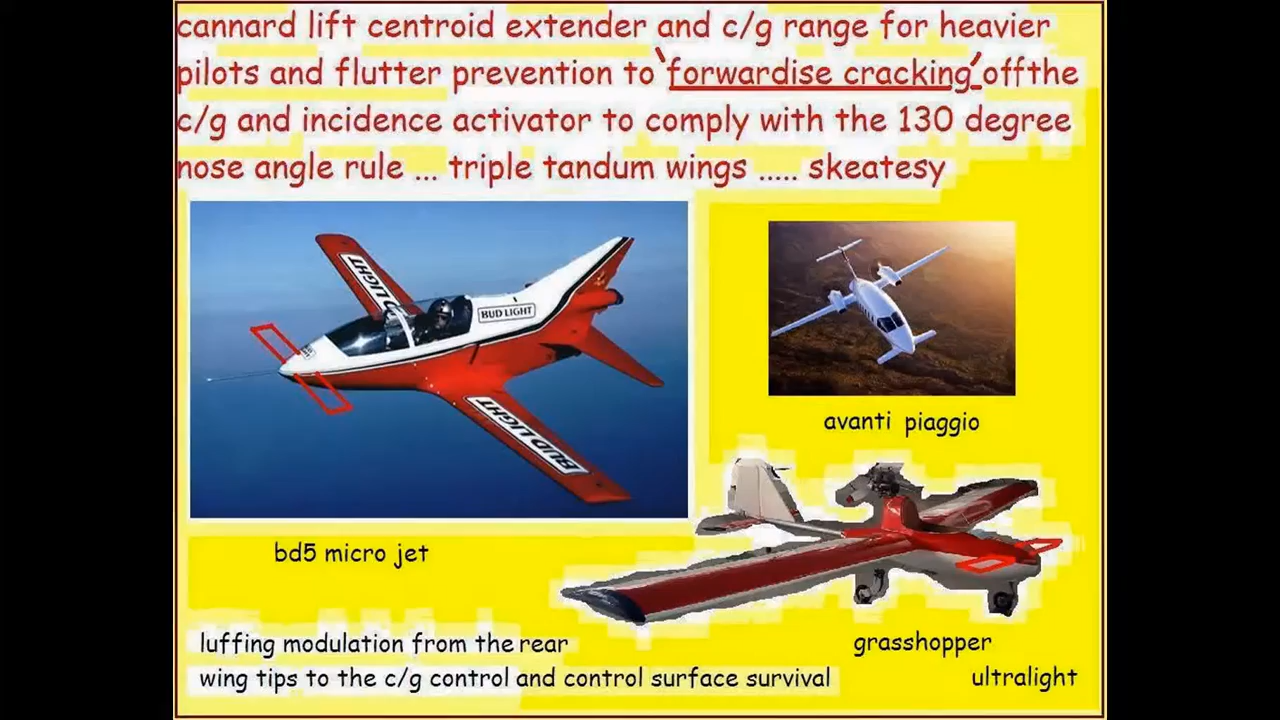 cannard lift centroid extender and c/g range for heavier
pilots and flutter prevention to 'forwardise cracking' offthe
c/g and incidence activator to comply with the 130 degree
nose angle rule ... triple tandum wings ..... skeatesy
BUD LIGHT
BUD LIGHT
BUD LIGHT
avanti piaggio
bd5 micro jet
luffing modulation from the rear
wing tips to the c/g control and control surface survival
grasshopper
ultralight